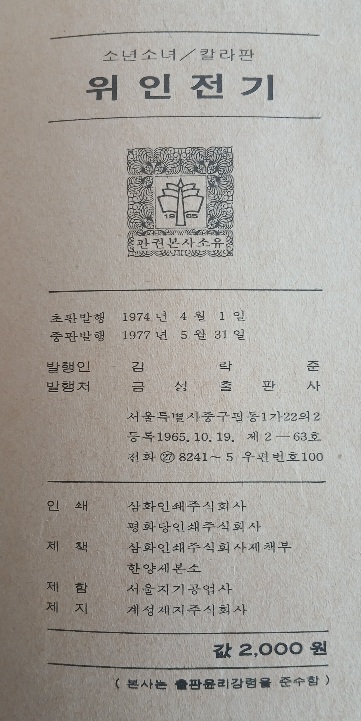 소년소녀/칼라판
위인전기
1965
판권본사소유
초판발행 1974년 4월 1일
중판발행 1977년 5월 31일
발행인 김락준
발행처 금성출판사
서울특별사중구필동1가22의2
등록1965. 10. 19. 제2—63호
전화 ㉗ 8241~5 우편번호100
인쇄 삼화인쇄주식회사
평화당인쇄주식회사
제책 삼화인쇄주식회사제책부
한양세본소
제함 서울지기공업사
제지 계성제지주식회사
값 2,000 원
( 본사는 출판윤리강령을 준수함 )